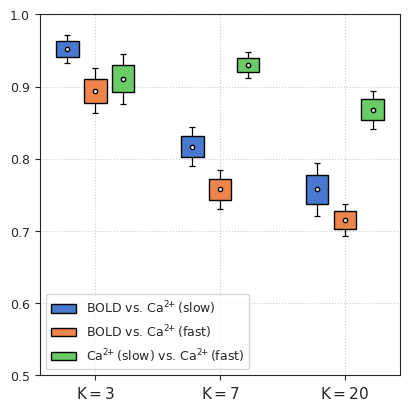 1.0
0.9
0.8
0.7
0.6
0.5
BOLD vs. Ca²⁺ (slow)
BOLD vs. Ca²⁺ (fast)
Ca²⁺ (slow) vs. Ca²⁺ (fast)
K = 3 K = 7 K = 20